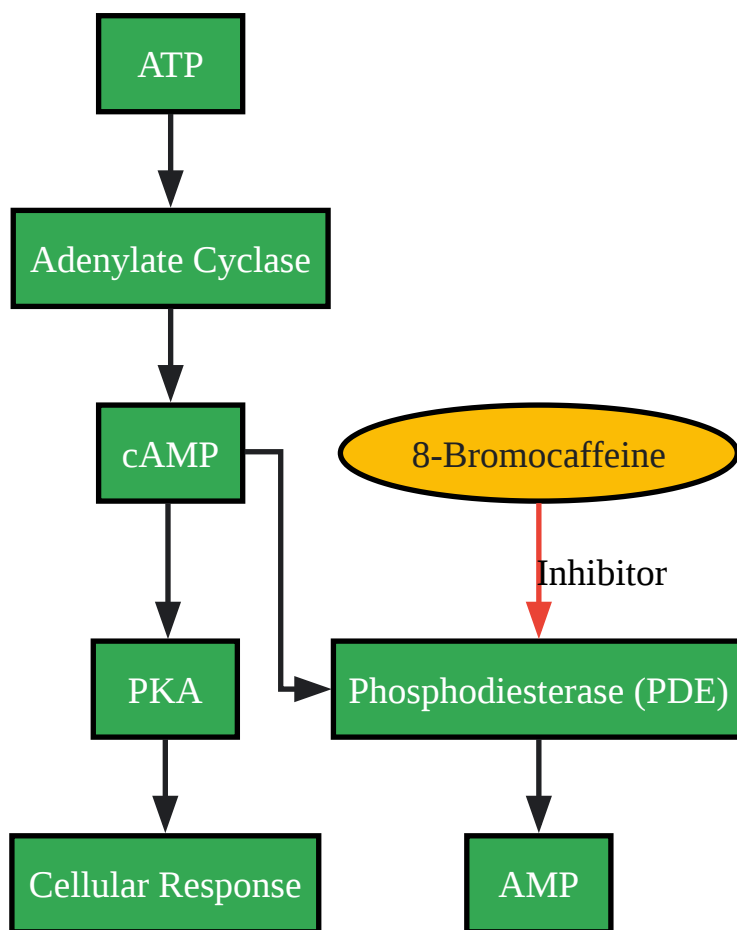 ATP
Adenylate Cyclase
cAMP
8-Bromocaffeine
Inhibitor
PKA
Phosphodiesterase (PDE)
Cellular Response
AMP